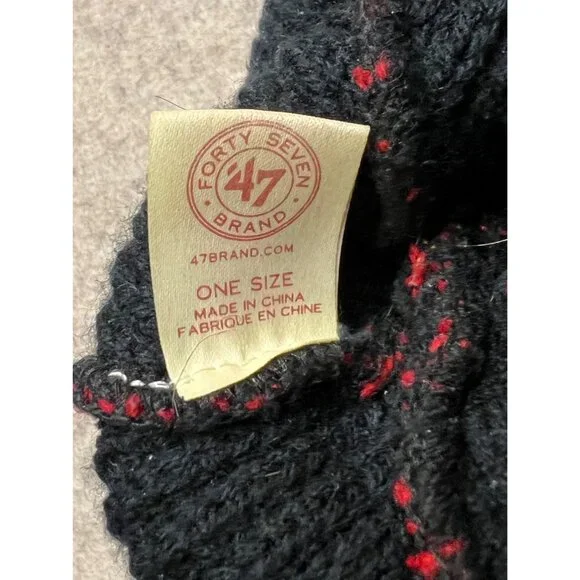 FORTY SEVEN
'47
BRAND
47BRAND.COM
ONE SIZE
MADE IN CHINA
FABRIQUE EN CHINE